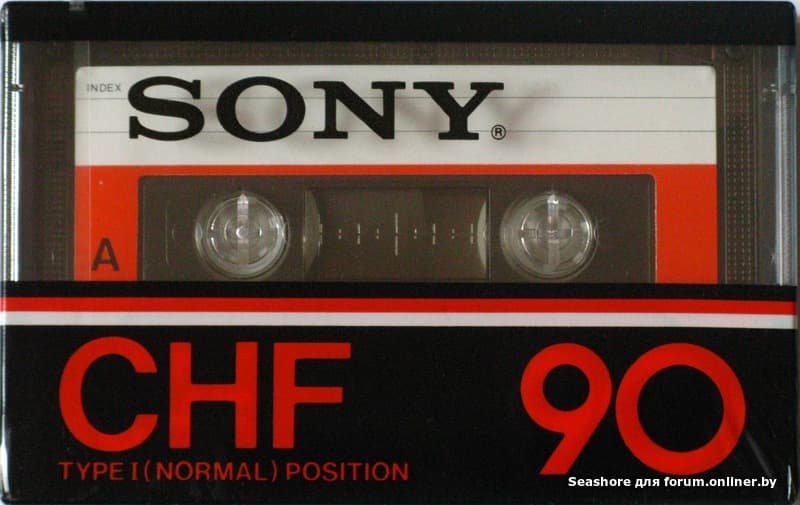 INDEX
SONY®
A
CHF 90
TYPE I (NORMAL) POSITION
Seashore для forum.onliner.by